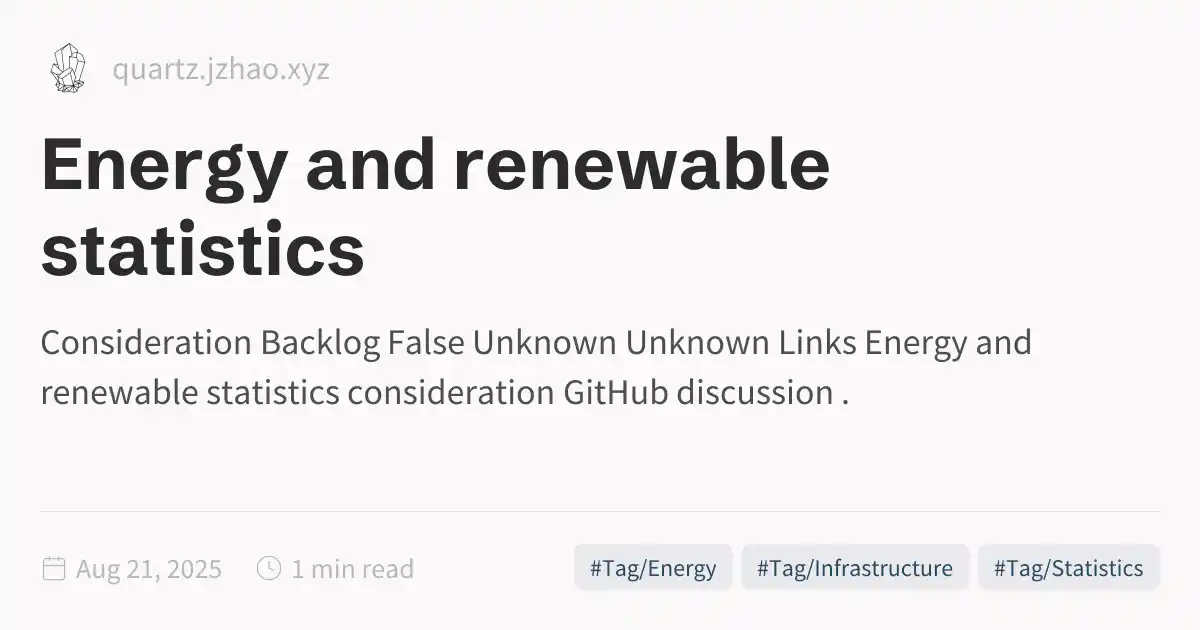 quartz.jzhao.xyz
Energy and renewable
statistics
Consideration Backlog False Unknown Unknown Links Energy and
renewable statistics consideration GitHub discussion .
Aug 21, 2025 1 min read #Tag/Energy #Tag/Infrastructure #Tag/Statistics